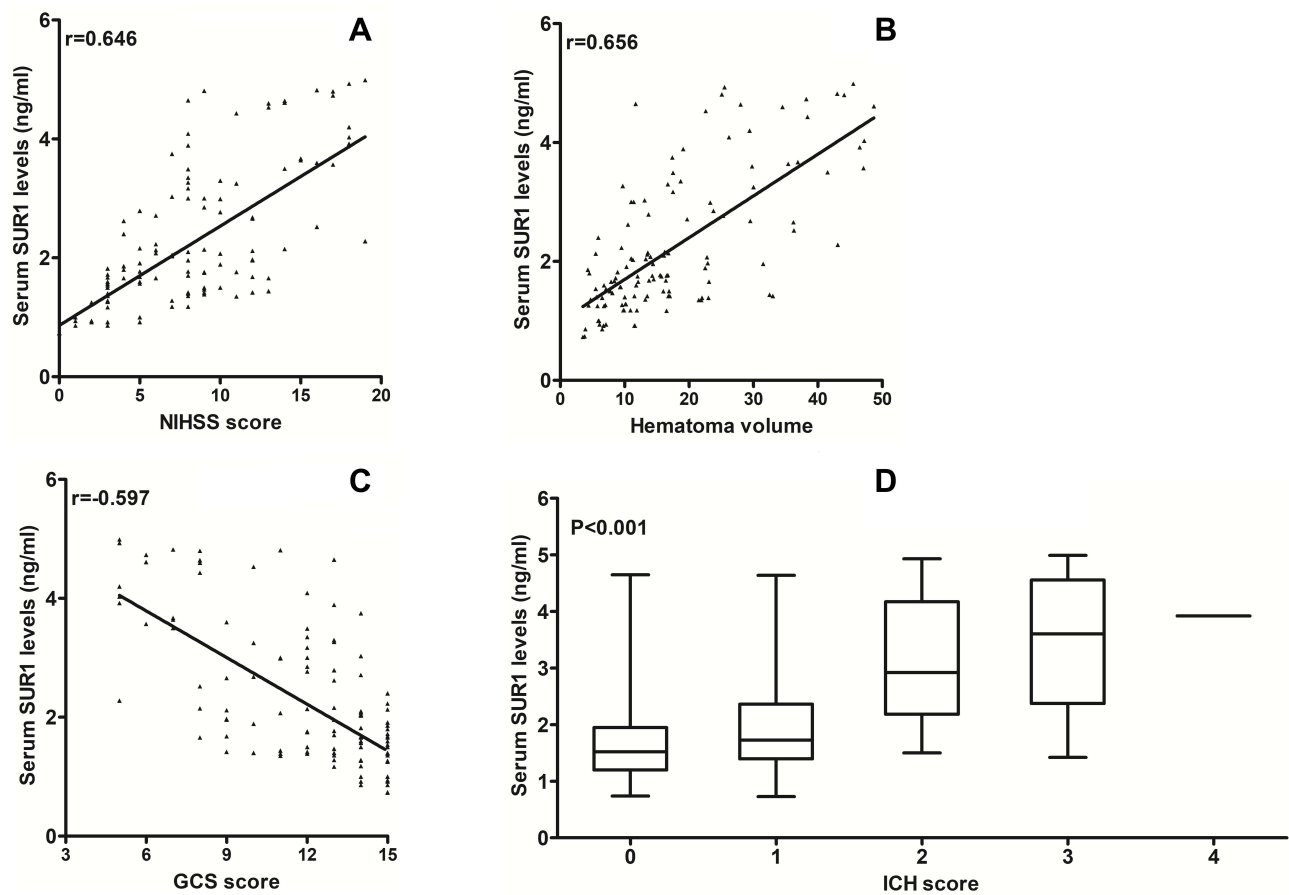 A
r=0.646
Serum SUR1 levels (ng/ml)
6
4
2
0
0 5 10 15 20
NIHSS score
B
r=0.656
Serum SUR1 levels (ng/ml)
6
4
2
0
0 10 20 30 40 50
Hematoma volume
C
r=-0.597
Serum SUR1 levels (ng/ml)
6
4
2
0
3 6 9 12 15
GCS score
D
P<0.001
Serum SUR1 levels (ng/ml)
6
5
4
3
2
1
0
0 1 2 3 4
ICH score